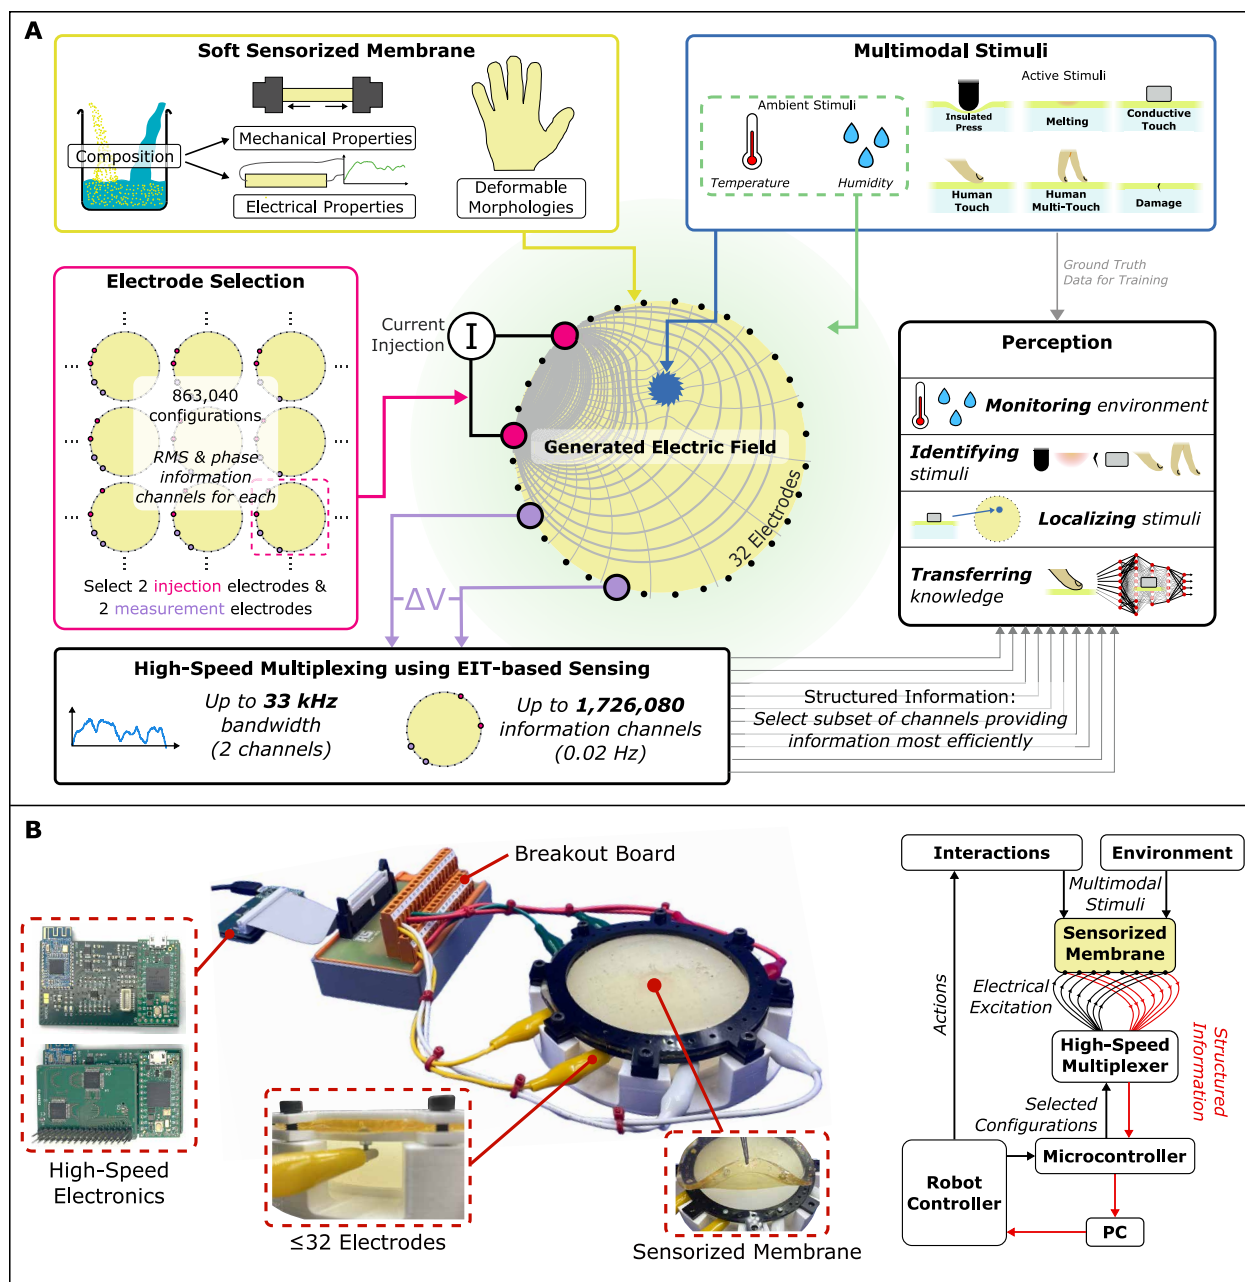 A
Soft Sensorized Membrane
Composition
Mechanical Properties
Electrical Properties
Deformable
Morphologies
Multimodal Stimuli
Ambient Stimuli
Temperature
Humidity
Active Stimuli
Insulated
Press
Melting
Conductive
Touch
Human
Touch
Human
Multi-Touch
Damage
Ground Truth
Data for Training
Electrode Selection
863,040
configurations
RMS & phase
information
channels for each
Select 2 injection electrodes &
2 measurement electrodes
Current
Injection
I
Generated Electric Field
32 Electrodes
ΔV
Perception
Monitoring environment
Identifying
stimuli
Localizing stimuli
Transferring
knowledge
High-Speed Multiplexing using EIT-based Sensing
Up to 33 kHz
bandwidth
(2 channels)
Up to 1,726,080
information channels
(0.02 Hz)
Structured Information:
Select subset of channels providing
information most efficiently
B
Breakout Board
High-Speed
Electronics
≤32 Electrodes
Sensorized Membrane
Interactions
Environment
Multimodal
Stimuli
Sensorized
Membrane
Electrical
Excitation
Actions
High-Speed
Multiplexer
Structured
Information
Selected
Configurations
Microcontroller
Robot
Controller
PC